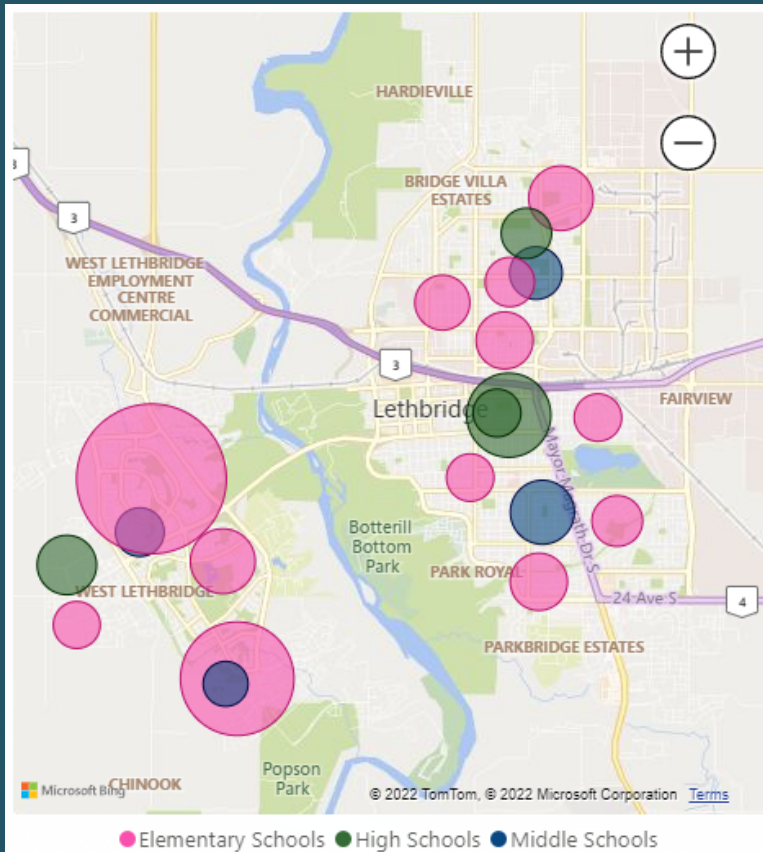 +
HARDIEVILLE
−
3
BRIDGE VILLA
ESTATES
3
WEST LETHBRIDGE
EMPLOYMENT
CENTRE
COMMERCIAL
3
Lethbridge
FAIRVIEW
Mayor Magrath Dr S
Botterill
Bottom
Park
PARK ROYAL
WEST LETHBRIDGE
24 Ave S
4
PARKBRIDGE ESTATES
Popson
Park
CHINOOK
Microsoft Bing
© 2022 TomTom, © 2022 Microsoft Corporation Terms
Elementary Schools High Schools Middle Schools